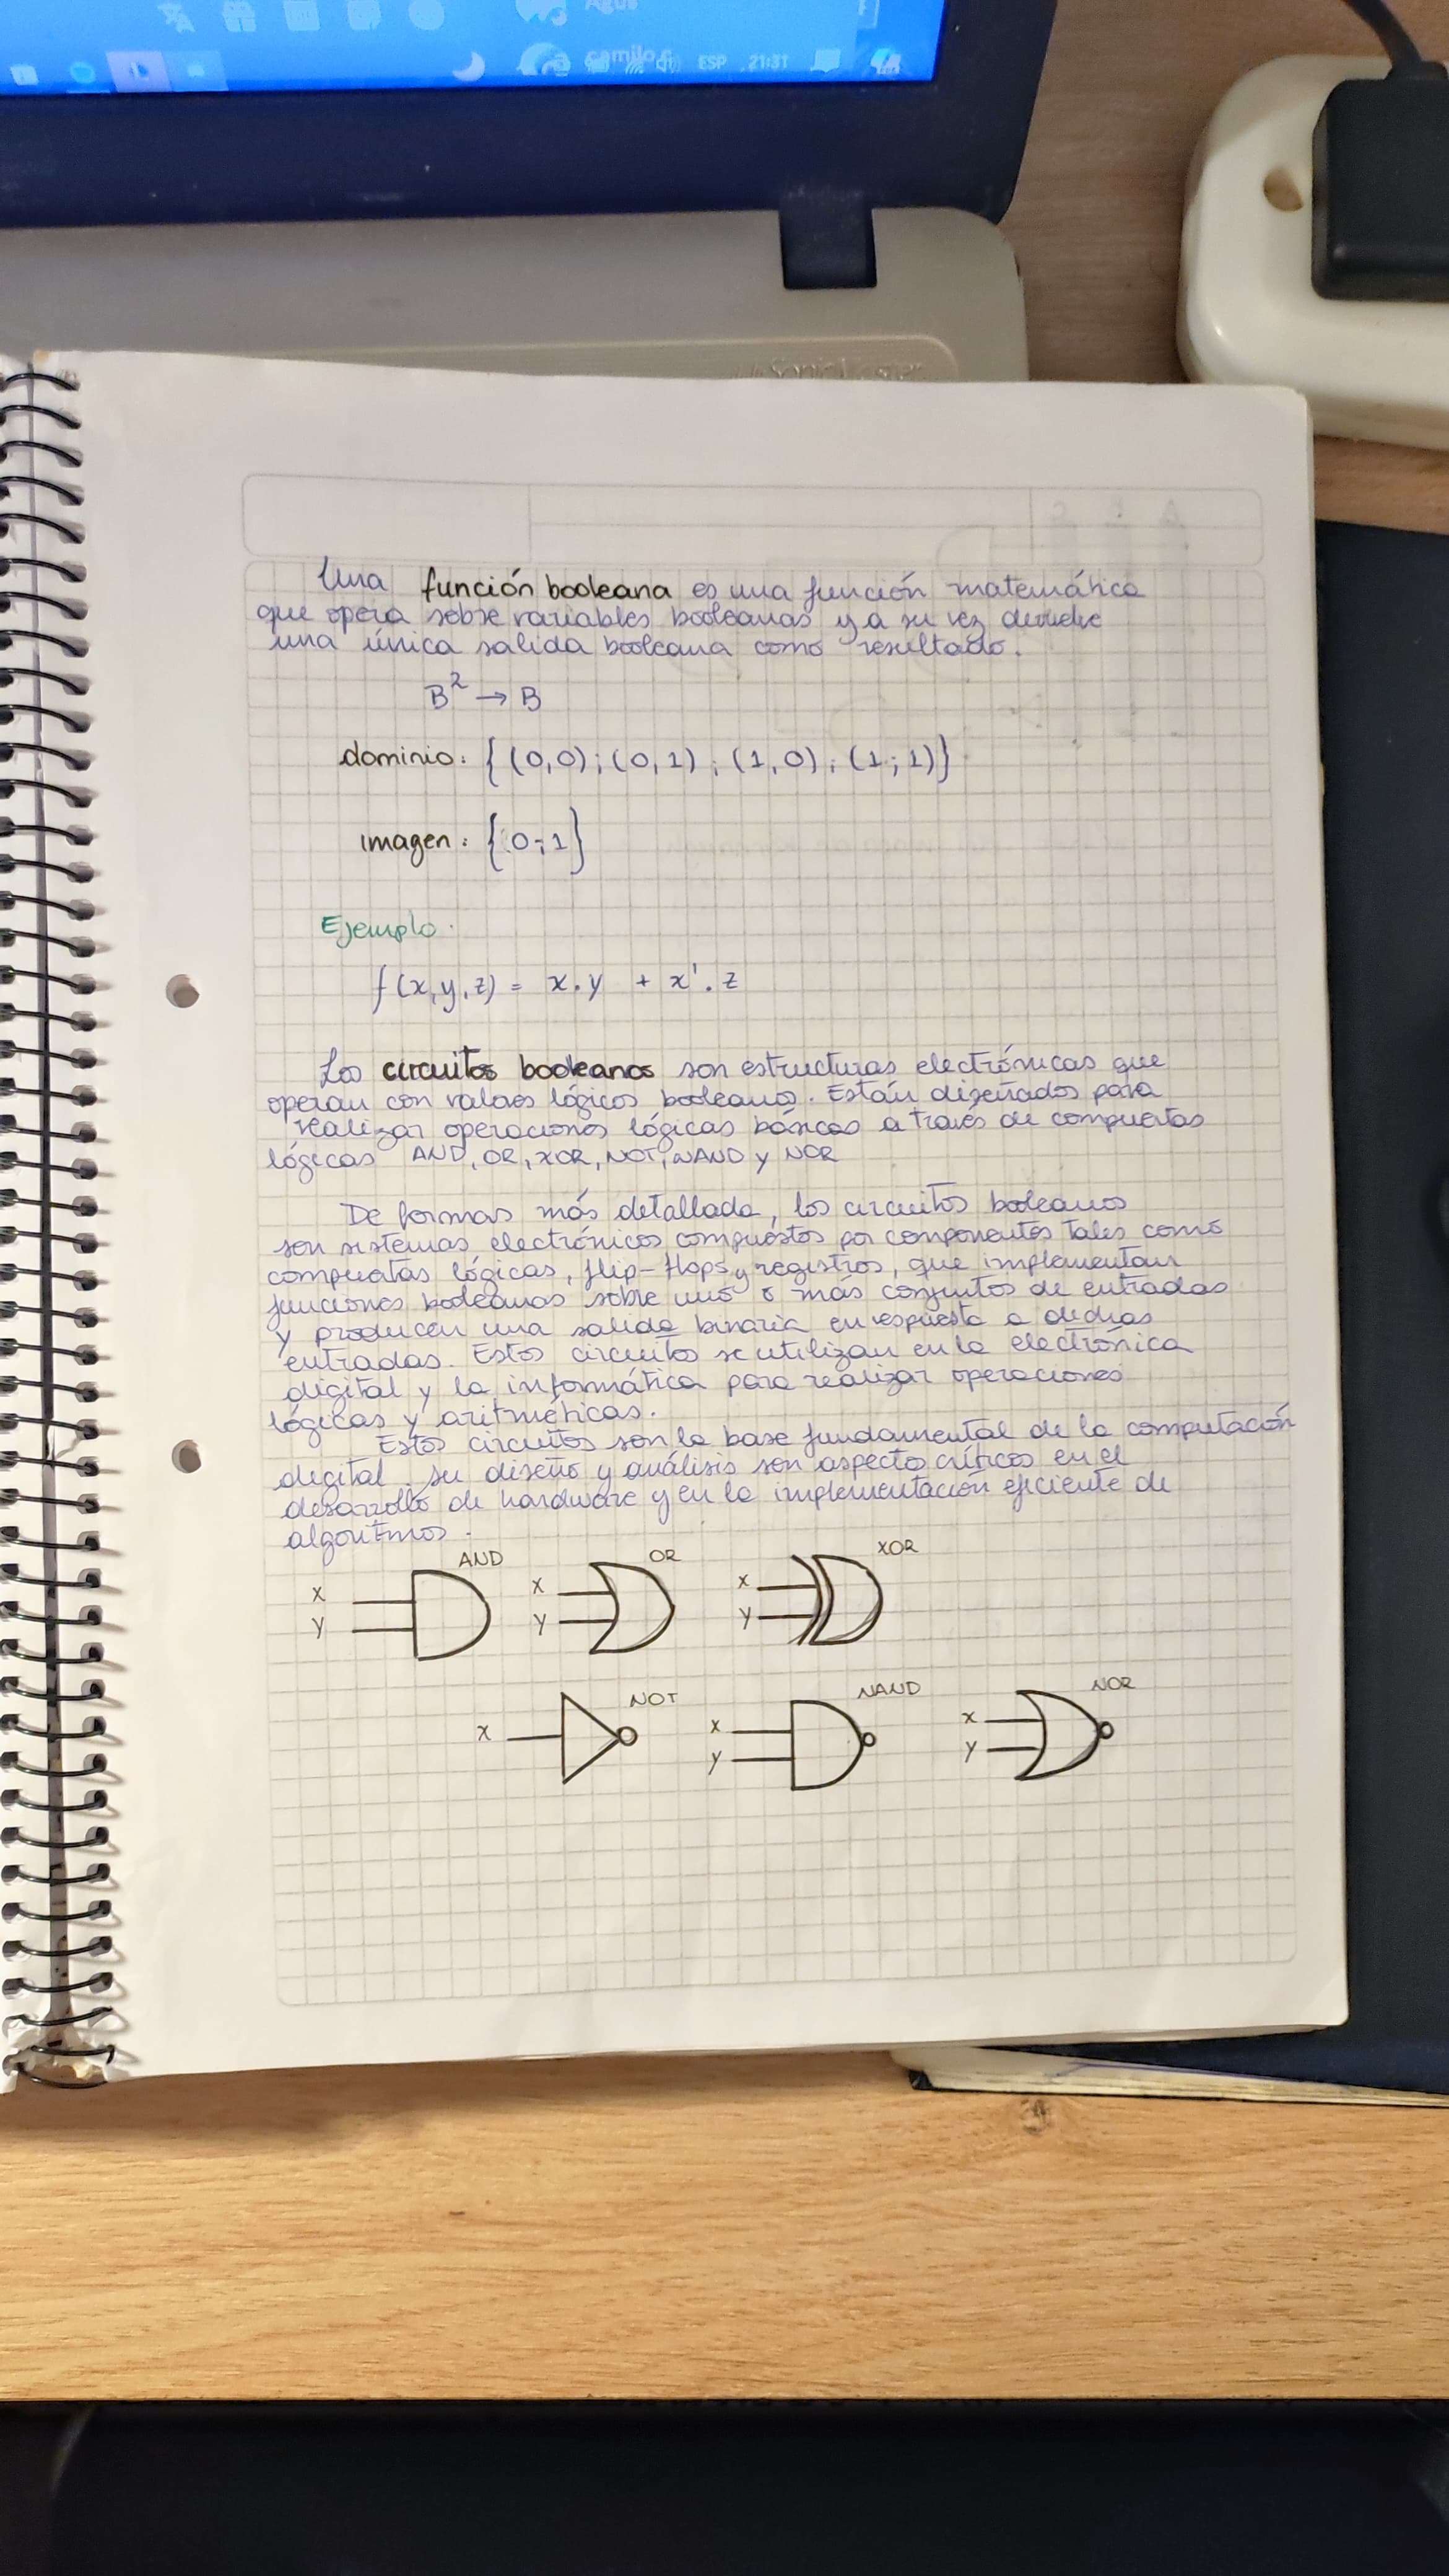 Agus
camilo.c
ESP 21:31
Una función booleana es una función matemática
que opera sobre variables booleanas y a su vez devuelve
una única salida booleana como resultado.
B² → B
dominio: {(0,0);(0,1);(1,0);(1;1)}
imagen: {0;1}
Ejemplo.
f(x,y,z) = x.y + x'.z
Los circuitos booleanos son estructuras electrónicas que
operan con valores lógicos booleanos. Están diseñados para
realizar operaciones lógicas básicas a través de compuertas
lógicas AND, OR, XOR, NOT, NAND y NOR
De formas más detallada, los circuitos booleanos
son sistemas electrónicos compuestos por componentes tales como
compuertas lógicas, flip-flops y registros, que implementan
funciones booleanas sobre uno o más conjuntos de entradas
y producen una salida binaria en respuesta a dichas
entradas. Estos circuitos se utilizan en la electrónica
digital y la informática para realizar operaciones
lógicas y aritméticas.
Estos circuitos son la base fundamental de la computación
digital. su diseño y análisis son aspecto críticos en el
desarrollo de hardware y en la implementación eficiente de
algoritmos.
AND OR XOR
x x x
y y y
NOT NAND NOR
x x x
y y